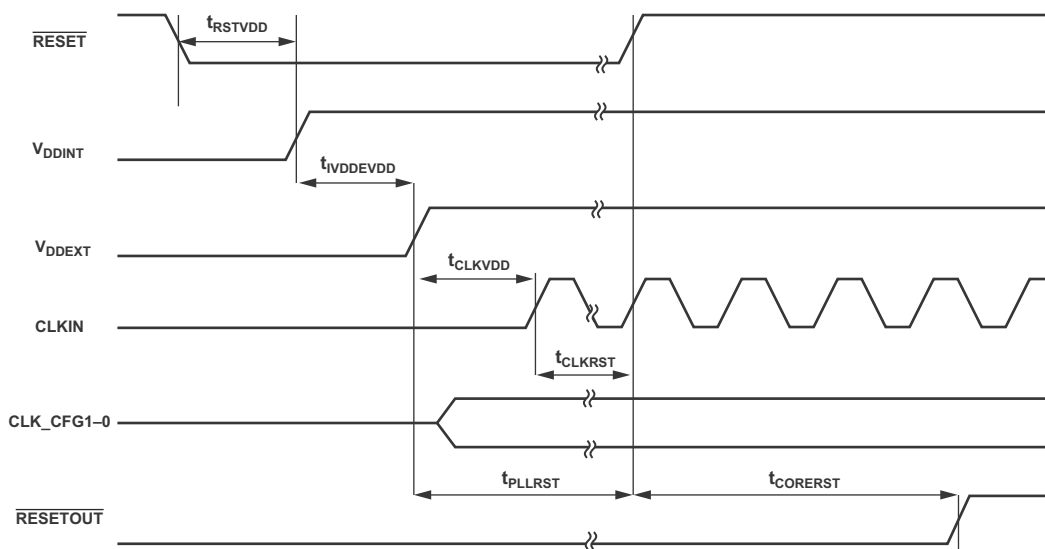 RESET
tRSTVDD
VDDINT
tIVDDEVDD
VDDEXT
tCLKVDD
CLKIN
tCLKRST
CLK_CFG1–0
tPLLRST
tCORERST
RESETOUT